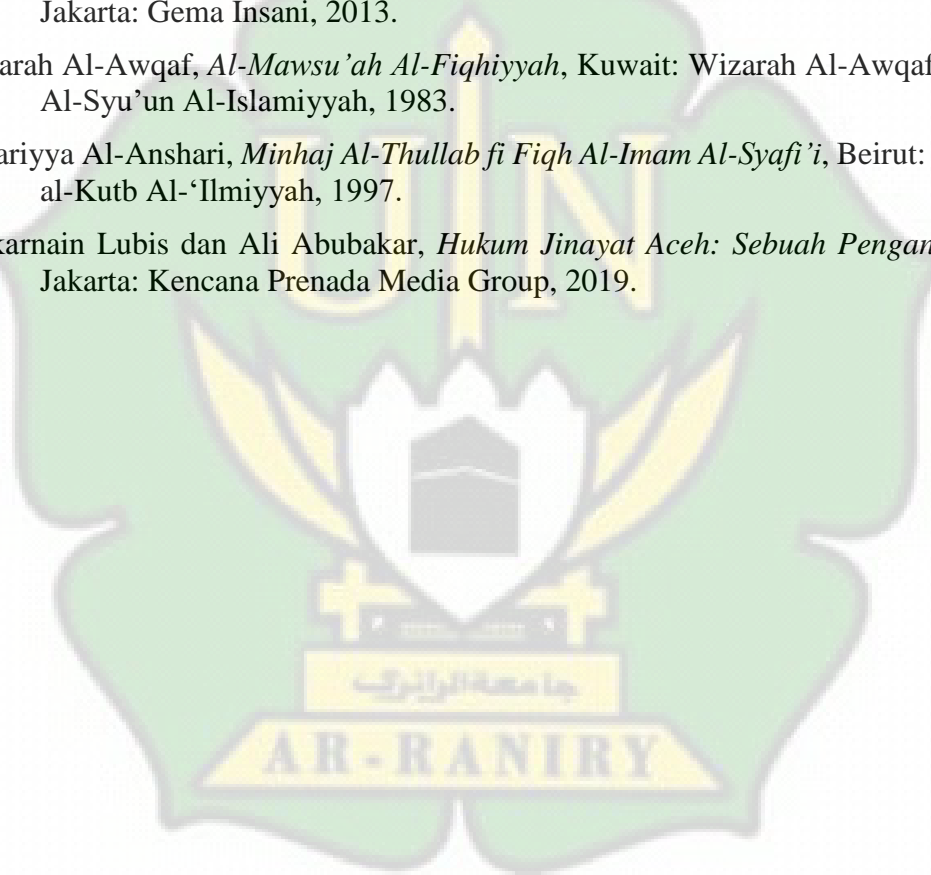 Jakarta: Gema Insani, 2013.
arah Al-Awqaf, Al-Mawsu’ah Al-Fiqhiyyah, Kuwait: Wizarah Al-Awqaf
Al-Syu’un Al-Islamiyyah, 1983.
ariyya Al-Anshari, Minhaj Al-Thullab fi Fiqh Al-Imam Al-Syafi’i, Beirut:
al-Kutb Al-‘Ilmiyyah, 1997.
karnain Lubis dan Ali Abubakar, Hukum Jinayat Aceh: Sebuah Pengan
Jakarta: Kencana Prenada Media Group, 2019.
UIN
جامعة الرانري
AR-RANIRY